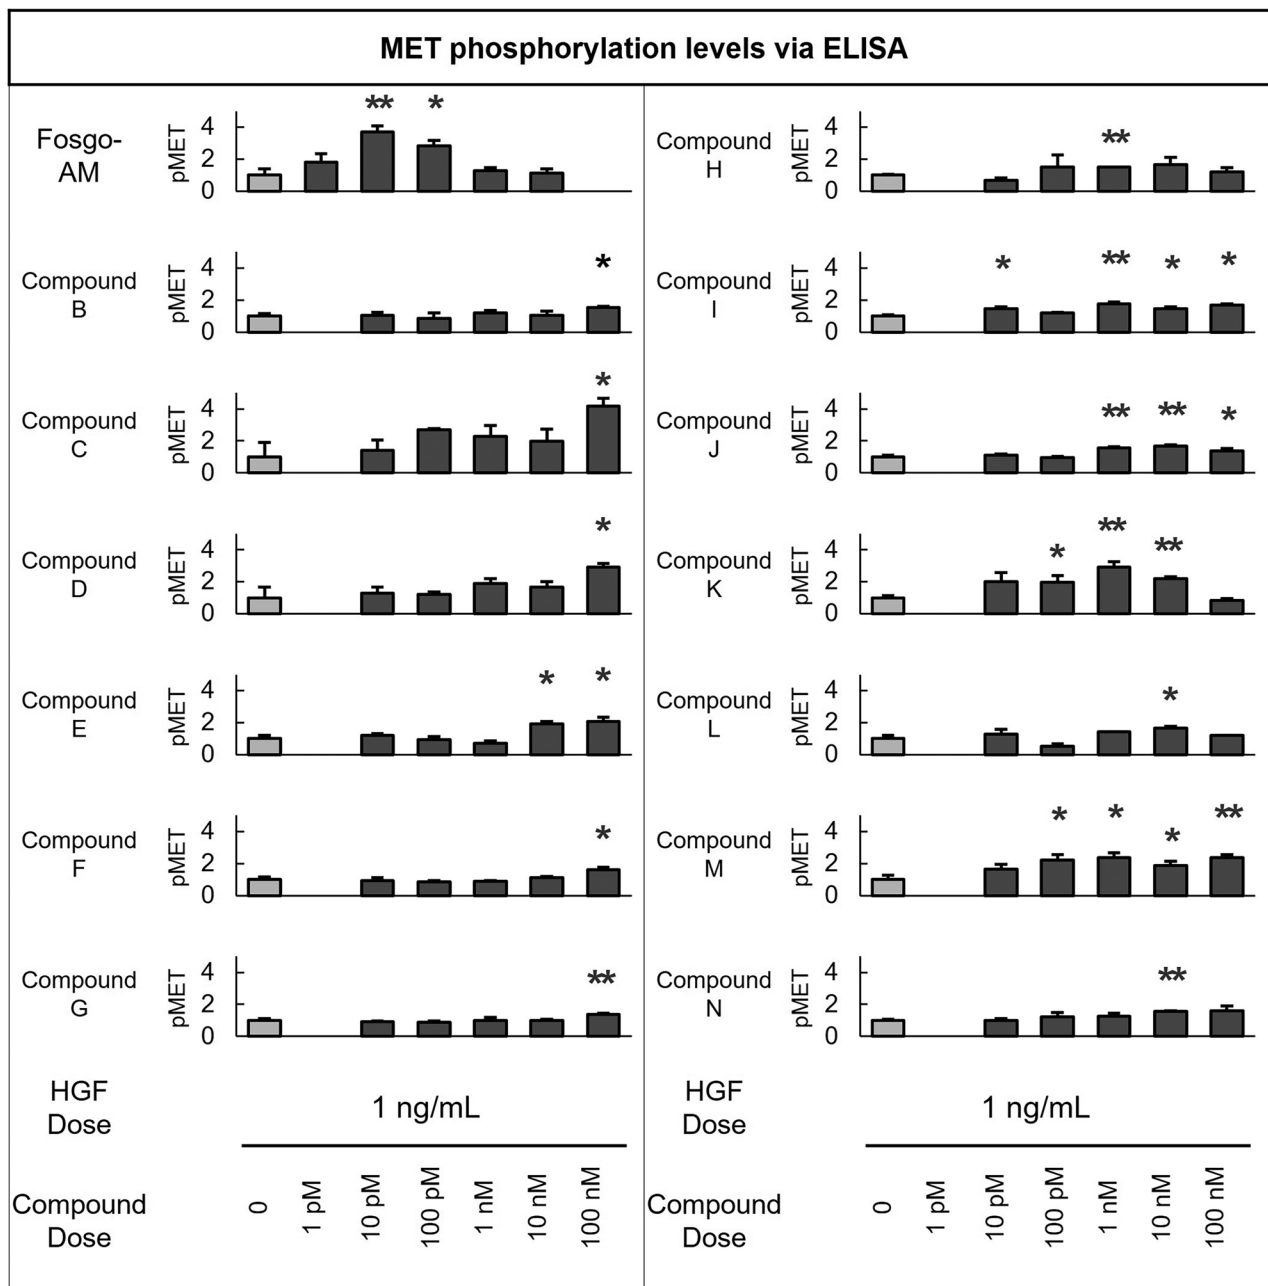 MET phosphorylation levels via ELISA
Fosgo-
AM
pMET
4
2
0
**
*
Compound
B
pMET
4
2
0
*
Compound
C
pMET
4
2
0
*
Compound
D
pMET
4
2
0
*
Compound
E
pMET
4
2
0
*
*
Compound
F
pMET
4
2
0
*
Compound
G
pMET
4
2
0
**
HGF
Dose
1 ng/mL
Compound
Dose
0
1 pM
10 pM
100 pM
1 nM
10 nM
100 nM
Compound
H
pMET
4
2
0
**
Compound
I
pMET
4
2
0
*
**
*
*
Compound
J
pMET
4
2
0
**
**
*
Compound
K
pMET
4
2
0
*
**
**
Compound
L
pMET
4
2
0
*
Compound
M
pMET
4
2
0
*
*
*
**
Compound
N
pMET
4
2
0
**
HGF
Dose
1 ng/mL
Compound
Dose
0
1 pM
10 pM
100 pM
1 nM
10 nM
100 nM